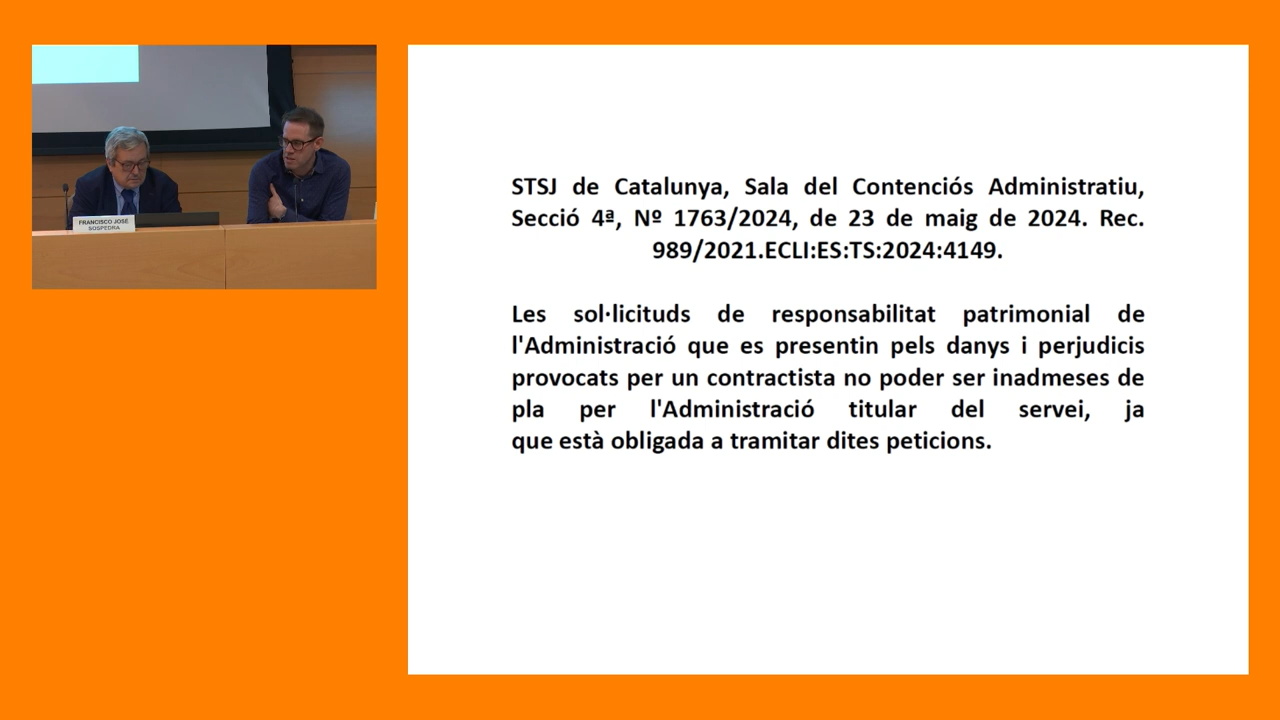 FRANCISCO JOSÉ
SOSPEDRA
STSJ de Catalunya, Sala del Contenciós Administratiu,
Secció 4ª, Nº 1763/2024, de 23 de maig de 2024. Rec.
989/2021.ECLI:ES:TS:2024:4149.
Les sol·licituds de responsabilitat patrimonial de
l'Administració que es presentin pels danys i perjudicis
provocats per un contractista no poder ser inadmeses de
pla per l'Administració titular del servei, ja
que està obligada a tramitar dites peticions.